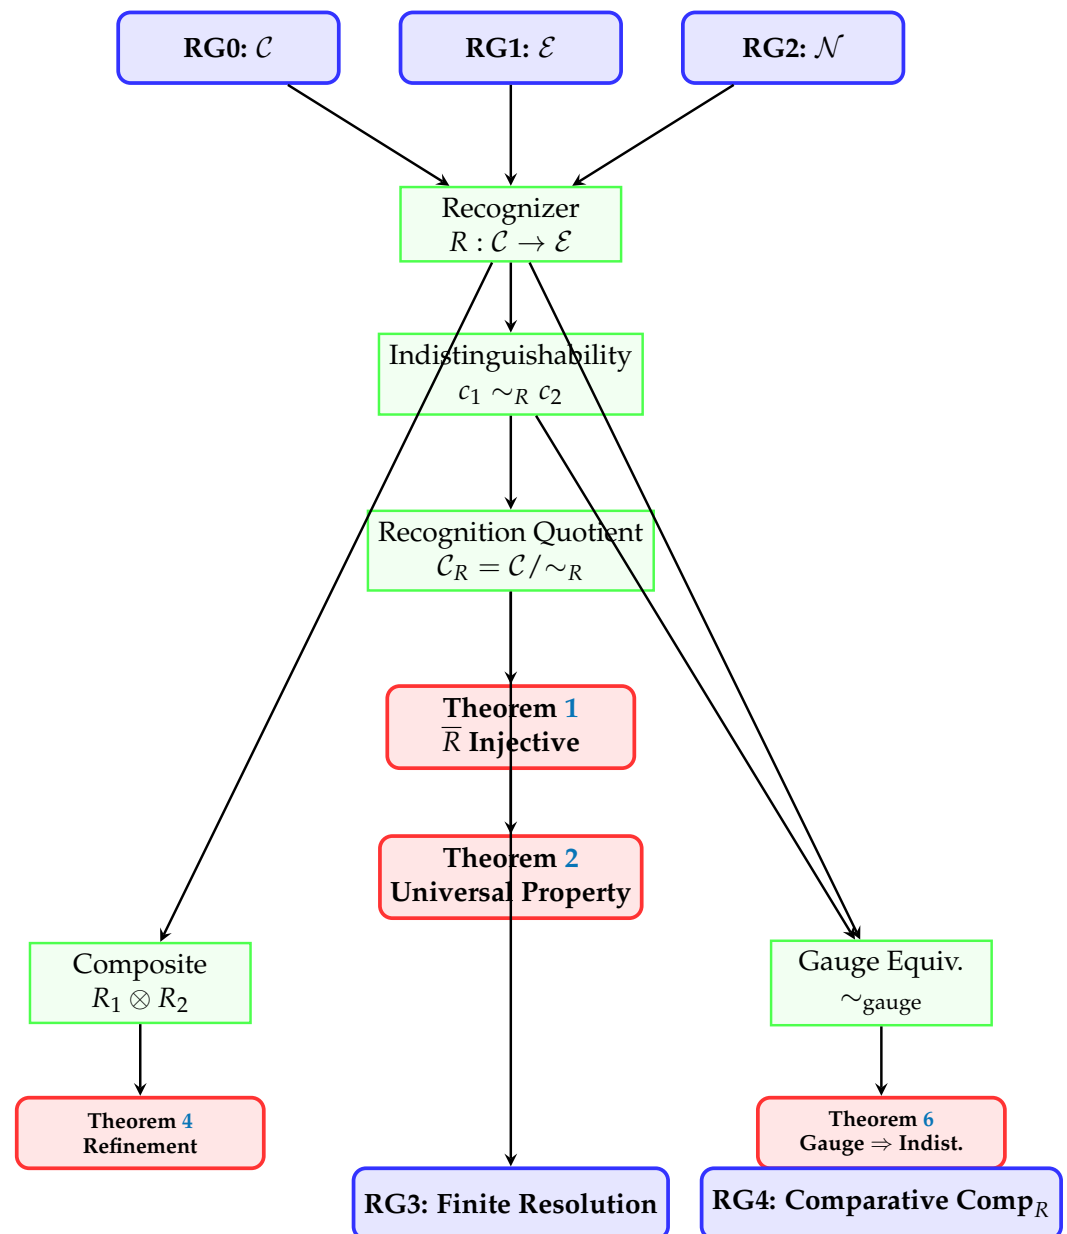 RG0: 𝒞
RG1: ℰ
RG2: 𝒩
Recognizer
R : 𝒞 → ℰ
Indistinguishability
c₁ ∼_R c₂
Recognition Quotient
𝒞_R = 𝒞/∼_R
Theorem 1
R̅ Injective
Theorem 2
Universal Property
Composite
R₁ ⊗ R₂
Gauge Equiv.
∼_gauge
Theorem 4
Refinement
Theorem 6
Gauge ⇒ Indist.
RG3: Finite Resolution
RG4: Comparative Comp_R